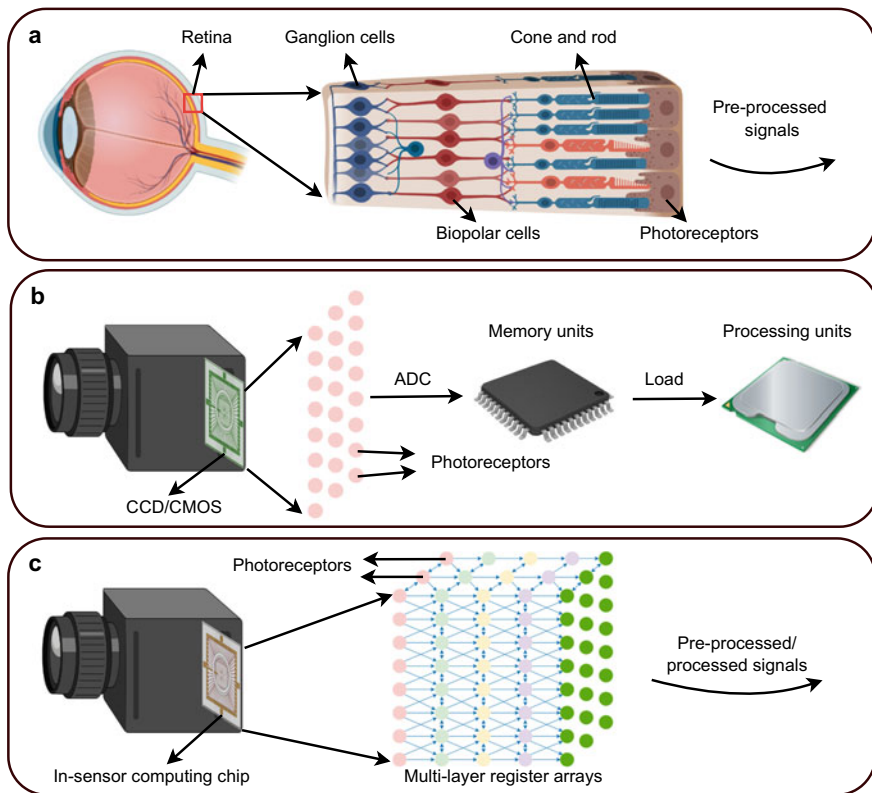 a
Retina
Ganglion cells
Cone and rod
Pre-processed
signals
Biopolar cells
Photoreceptors
b
Memory units
Processing units
ADC
Load
Photoreceptors
CCD/CMOS
c
Photoreceptors
Pre-processed/
processed signals
In-sensor computing chip
Multi-layer register arrays